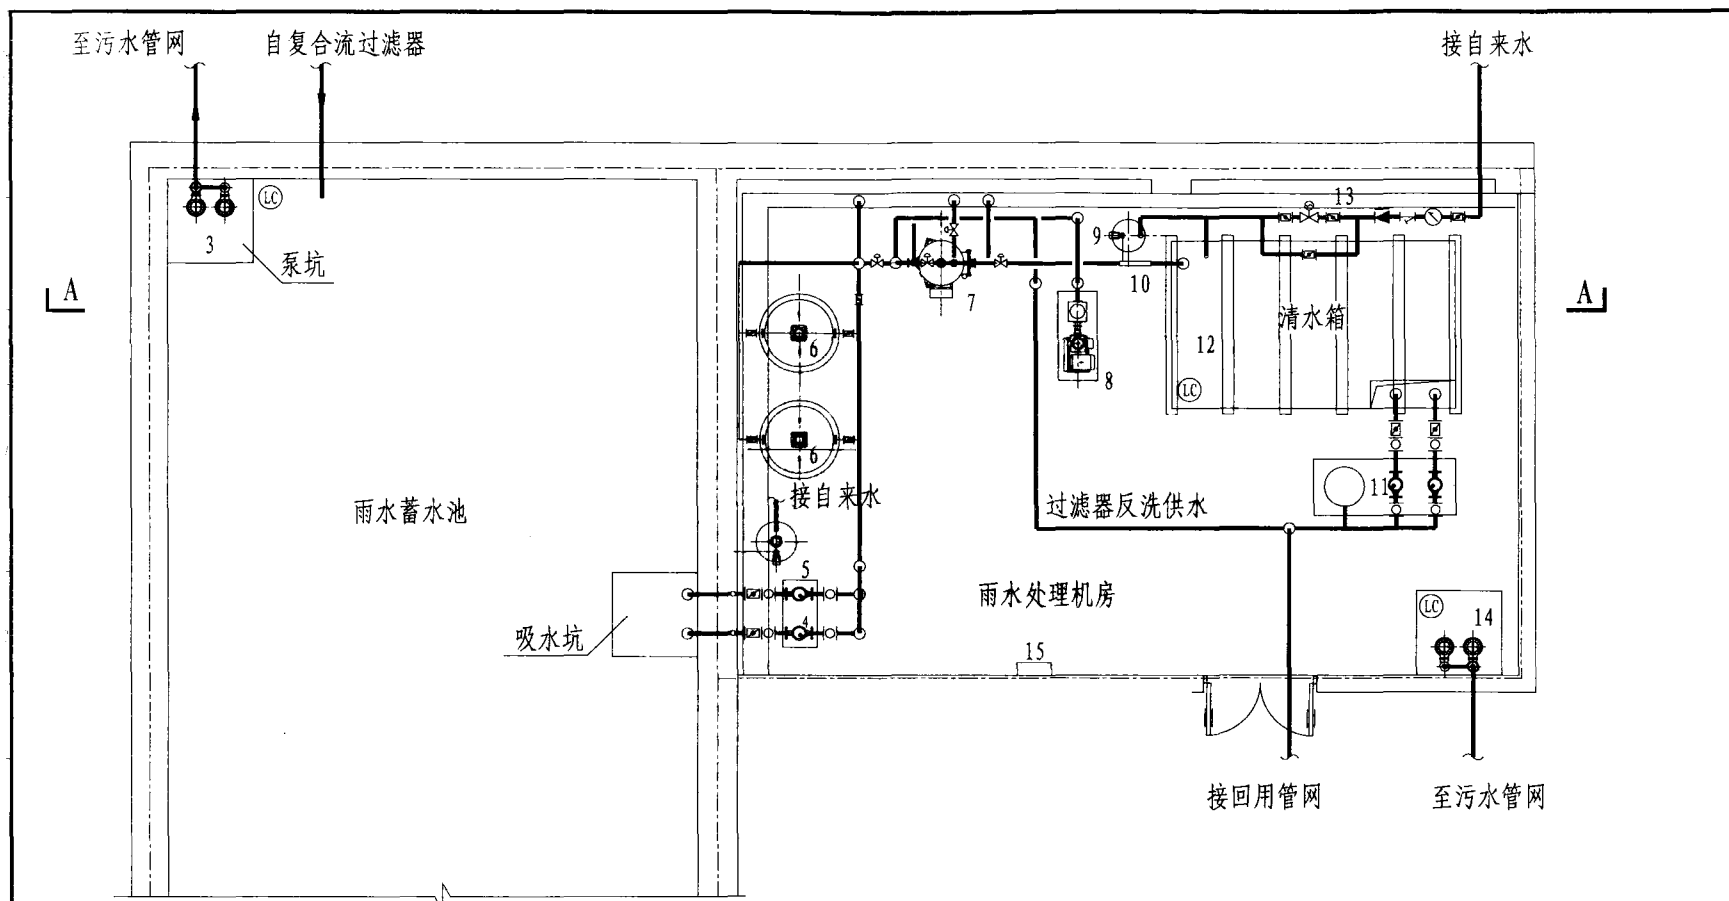 至污水管网
自复合流过滤器
接自来水
LC
3
泵坑
13
9
10
7
A
A
清水箱
12
6
8
LC
6
接自来水
11
过滤器反洗供水
雨水蓄水池
5
雨水处理机房
LC
14
4
吸水坑
15
接回用管网
至污水管网